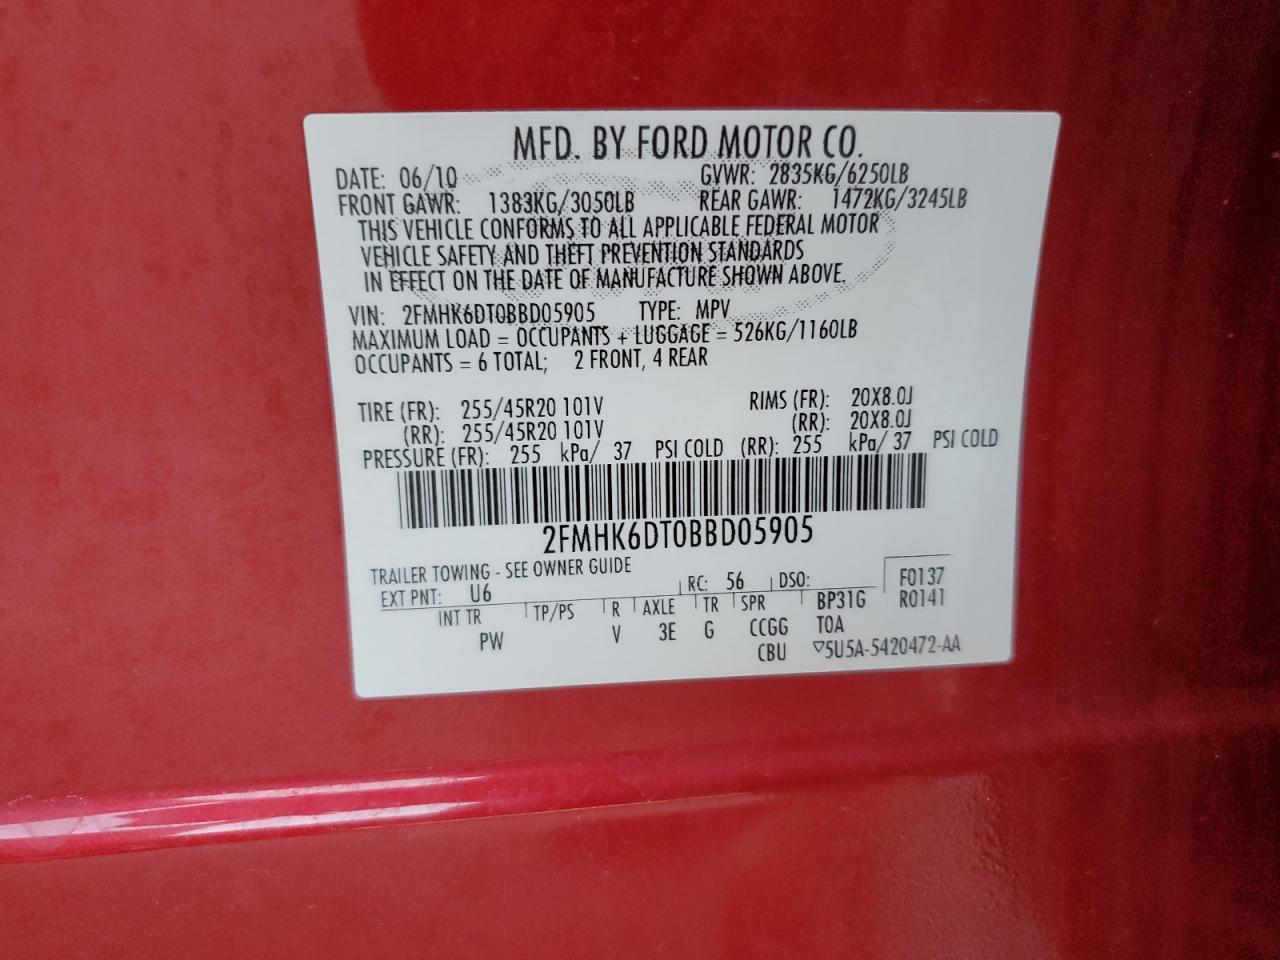 MFD. BY FORD MOTOR CO.
DATE: 06/10 GVWR: 2835KG/6250LB
FRONT GAWR: 1383KG/3050LB REAR GAWR: 1472KG/3245LB
THIS VEHICLE CONFORMS TO ALL APPLICABLE FEDERAL MOTOR
VEHICLE SAFETY AND THEFT PREVENTION STANDARDS
IN EFFECT ON THE DATE OF MANUFACTURE SHOWN ABOVE.
VIN: 2FMHK6DT0BBD05905 TYPE: MPV
MAXIMUM LOAD = OCCUPANTS + LUGGAGE = 526KG/1160LB
OCCUPANTS = 6 TOTAL; 2 FRONT, 4 REAR
TIRE (FR): 255/45R20 101V RIMS (FR): 20X8.0J
(RR): 255/45R20 101V (RR): 20X8.0J
PRESSURE (FR): 255 kPa/ 37 PSI COLD (RR): 255 kPa/ 37 PSI COLD
2FMHK6DT0BBD05905
TRAILER TOWING - SEE OWNER GUIDE
EXT PNT: U6 RC: 56 DSO: F0137
INT TR TP/PS R AXLE TR SPR BP31G R0141
PW V 3E G CCGG TOA
CBU ▽5U5A-5420472-AA